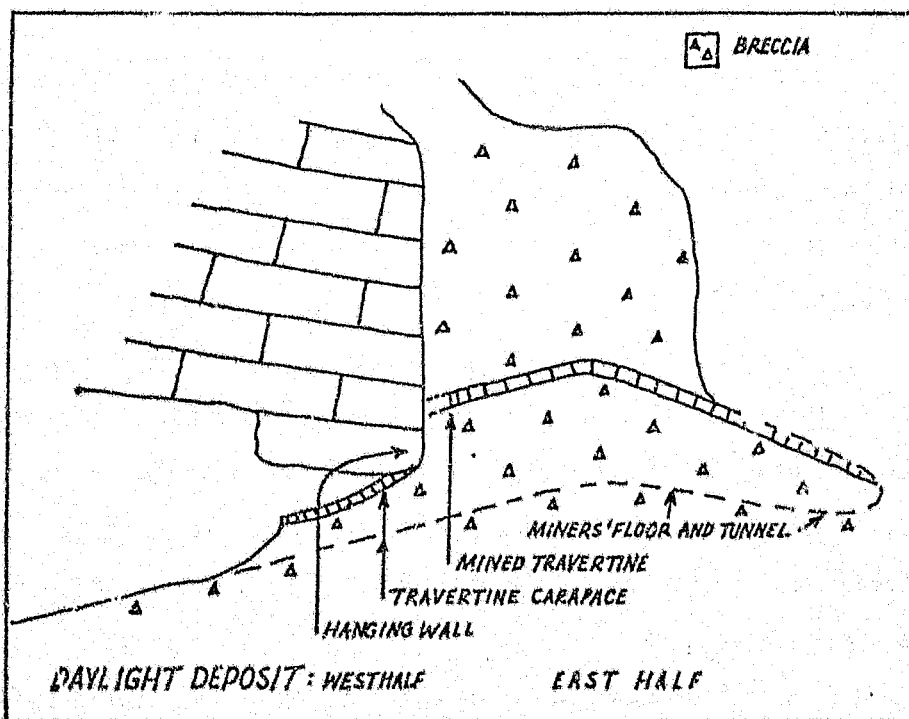 BRECCIA
MINERS' FLOOR AND TUNNEL
MINED TRAVERTINE
TRAVERTINE CARAPACE
HANGING WALL
DAYLIGHT DEPOSIT: WESTHALF EAST HALF